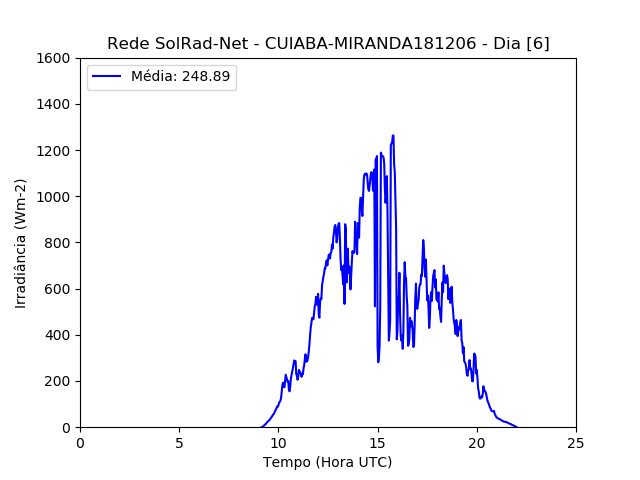 Rede SolRad-Net - CUIABA-MIRANDA181206 - Dia [6]
Média: 248.89
1600
1400
1200
1000
800
600
400
200
0
Irradiância (Wm-2)
0 5 10 15 20 25
Tempo (Hora UTC)